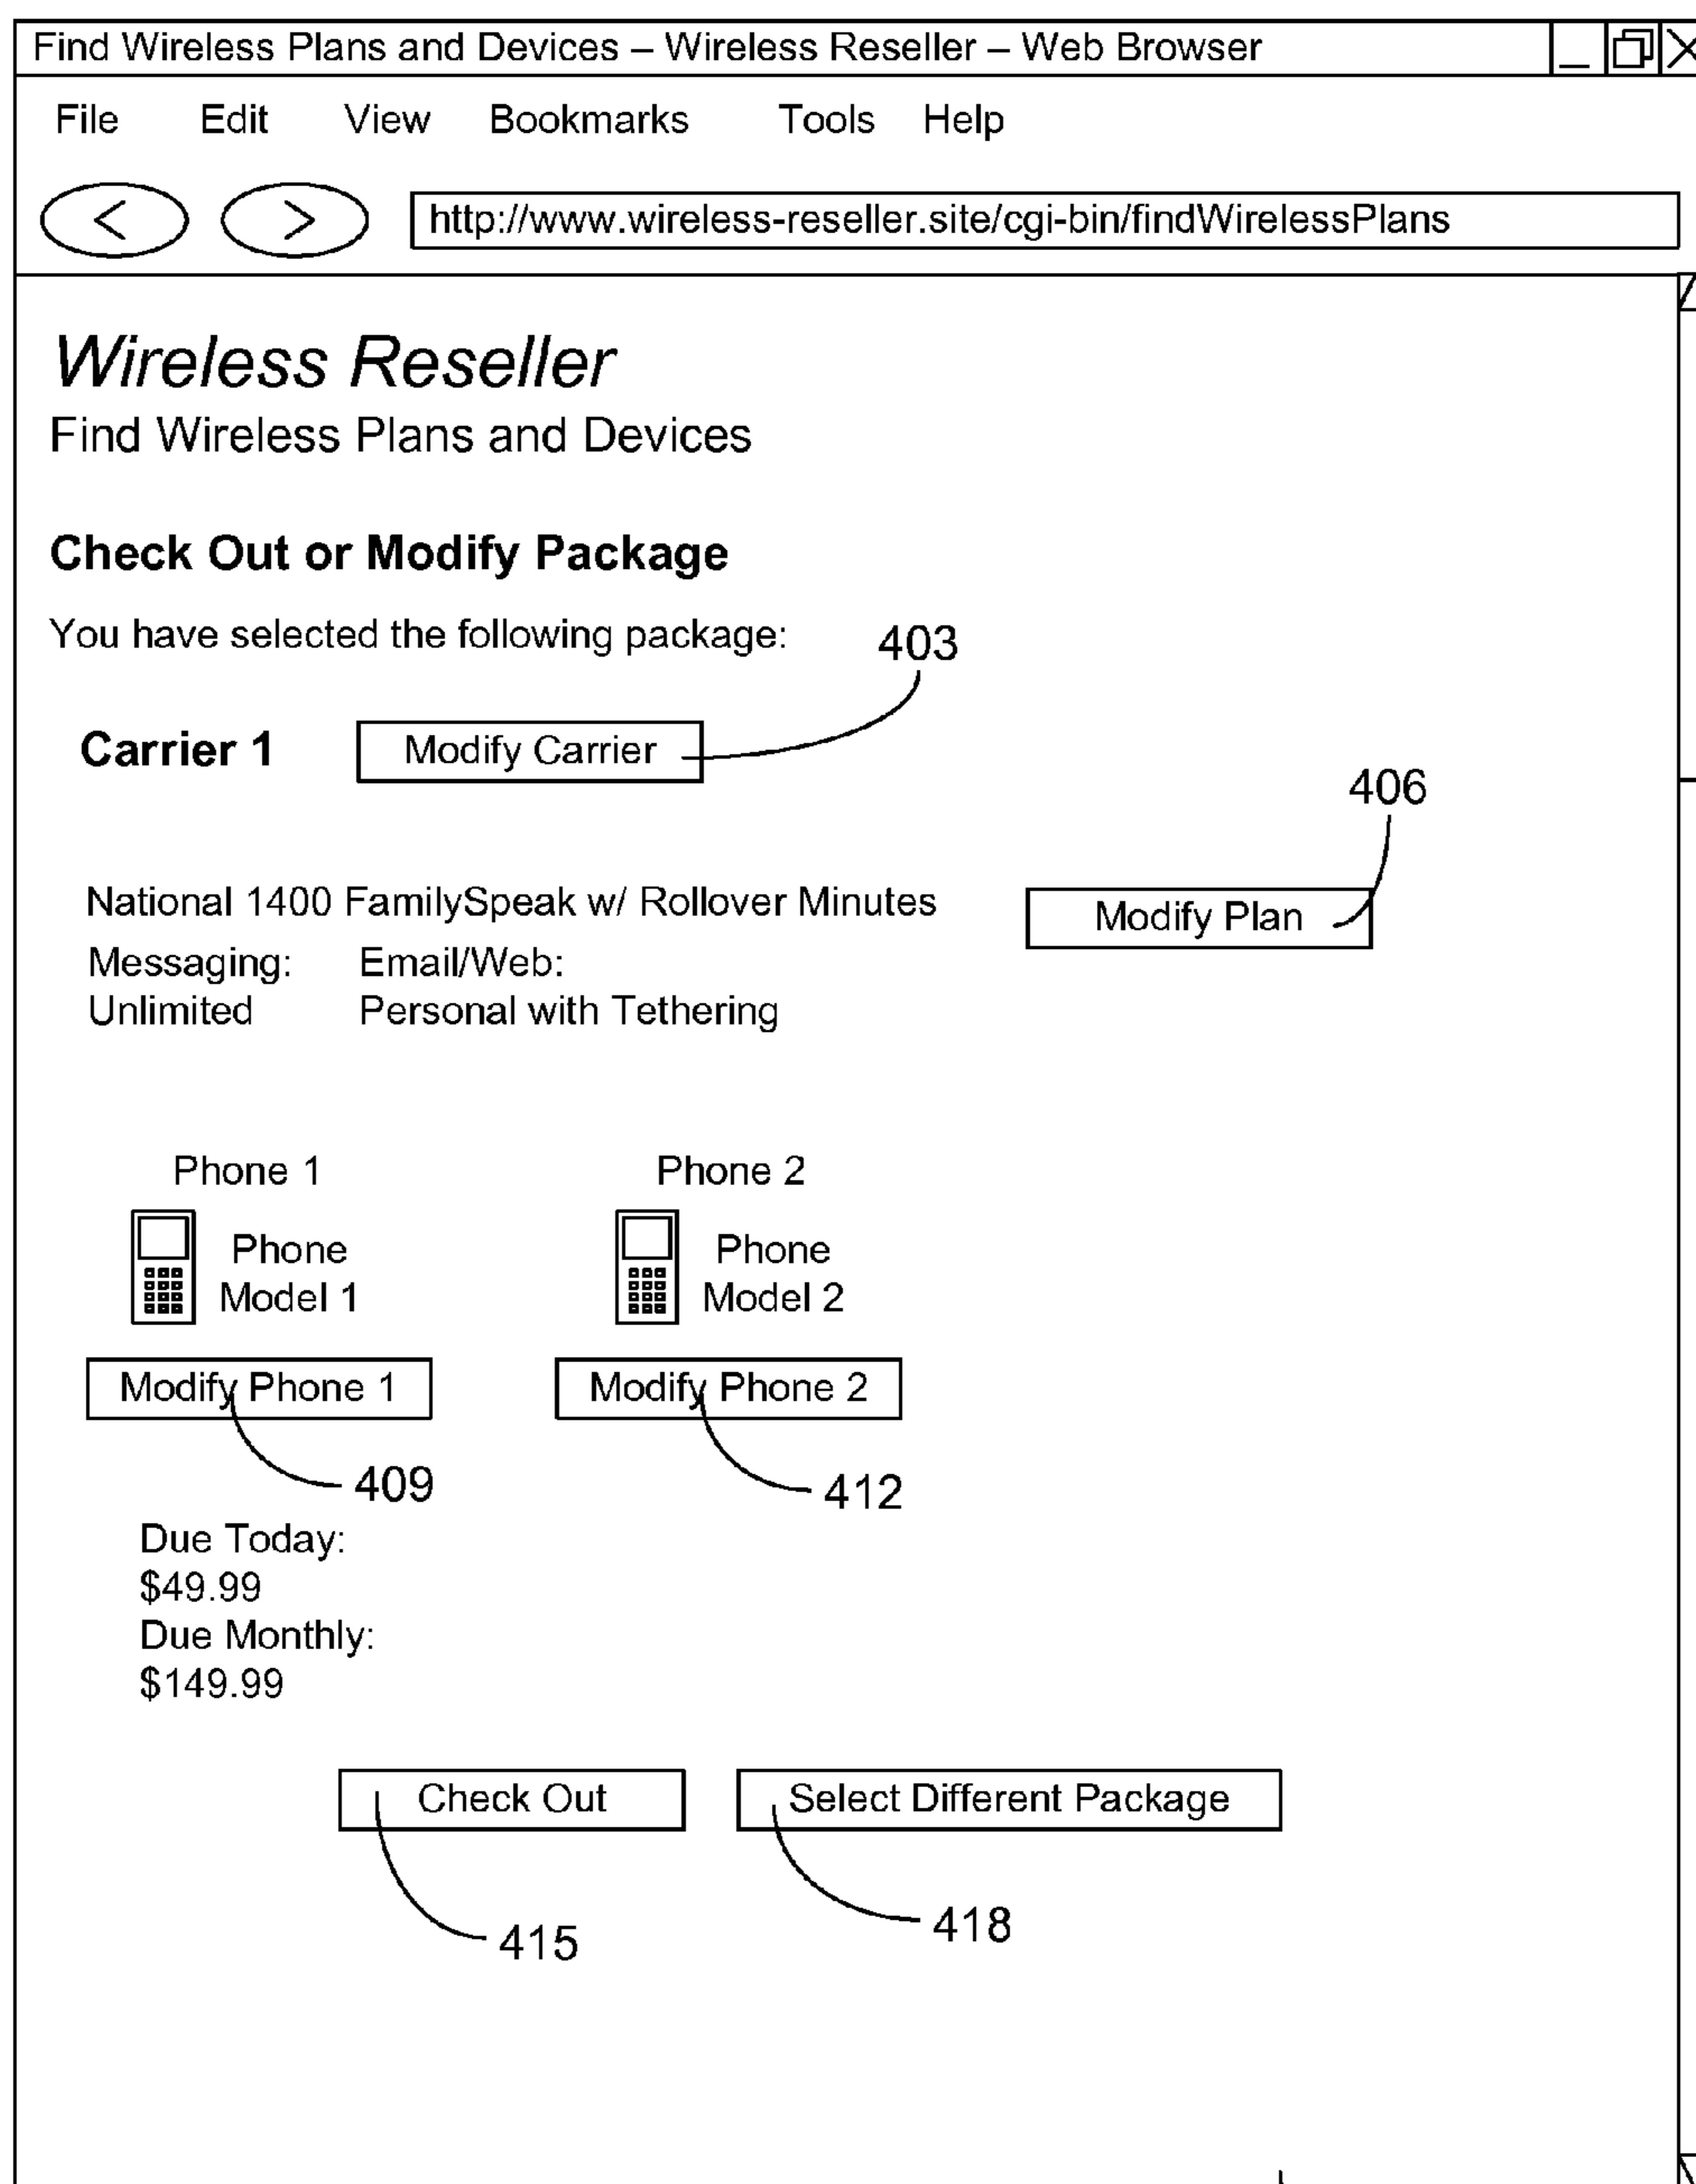 Find Wireless Plans and Devices – Wireless Reseller – Web Browser
File Edit View Bookmarks Tools Help
< > http://www.wireless-reseller.site/cgi-bin/findWirelessPlans
Wireless Reseller
Find Wireless Plans and Devices
Check Out or Modify Package
You have selected the following package:
403
Carrier 1 Modify Carrier
406
National 1400 FamilySpeak w/ Rollover Minutes Modify Plan
Messaging: Email/Web:
Unlimited Personal with Tethering
Phone 1 Phone 2
Phone Phone
Model 1 Model 2
Modify Phone 1 Modify Phone 2
409 412
Due Today:
$49.99
Due Monthly:
$149.99
Check Out Select Different Package
415 418